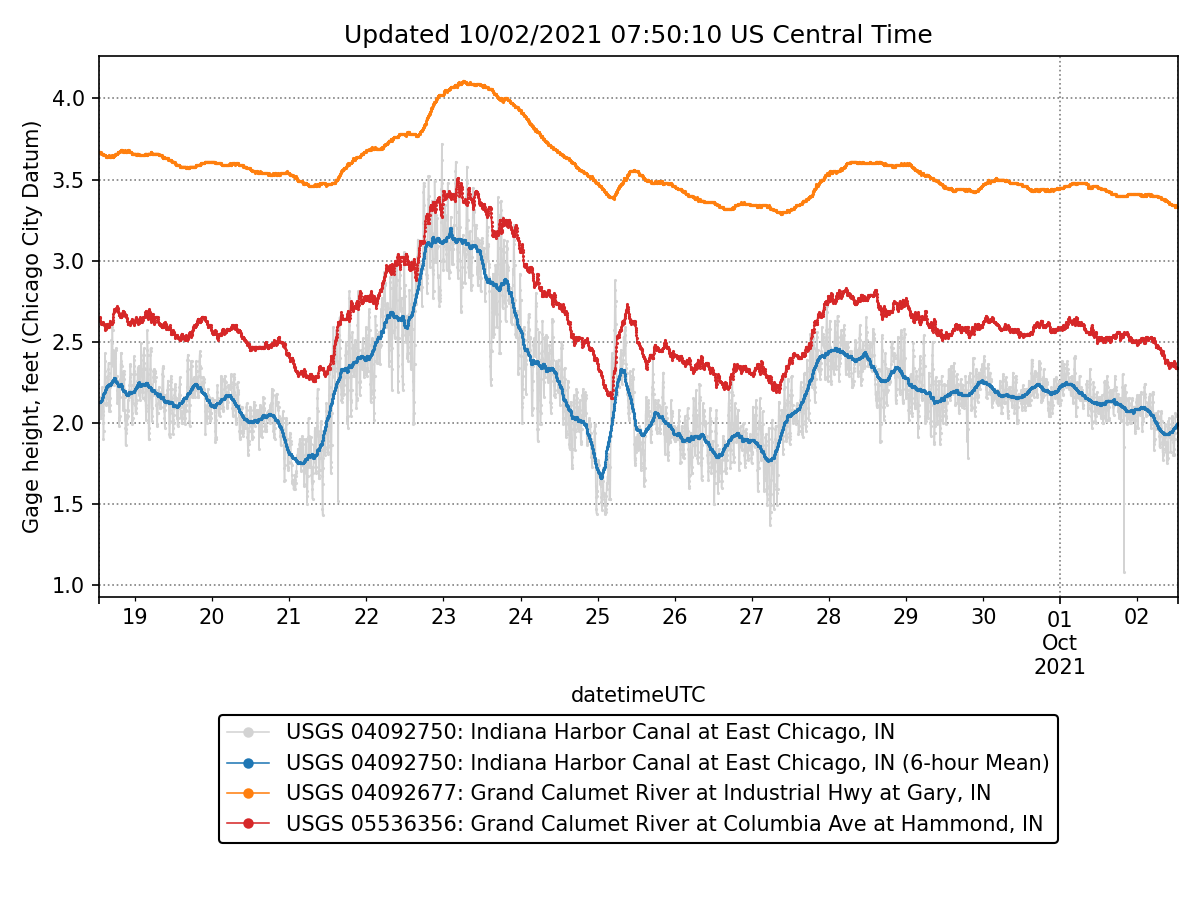 Updated 10/02/2021 07:50:10 US Central Time
Gage height, feet (Chicago City Datum)
4.0
3.5
3.0
2.5
2.0
1.5
1.0
19 20 21 22 23 24 25 26 27 28 29 30 01 02
Oct
2021
datetimeUTC
USGS 04092750: Indiana Harbor Canal at East Chicago, IN
USGS 04092750: Indiana Harbor Canal at East Chicago, IN (6-hour Mean)
USGS 04092677: Grand Calumet River at Industrial Hwy at Gary, IN
USGS 05536356: Grand Calumet River at Columbia Ave at Hammond, IN